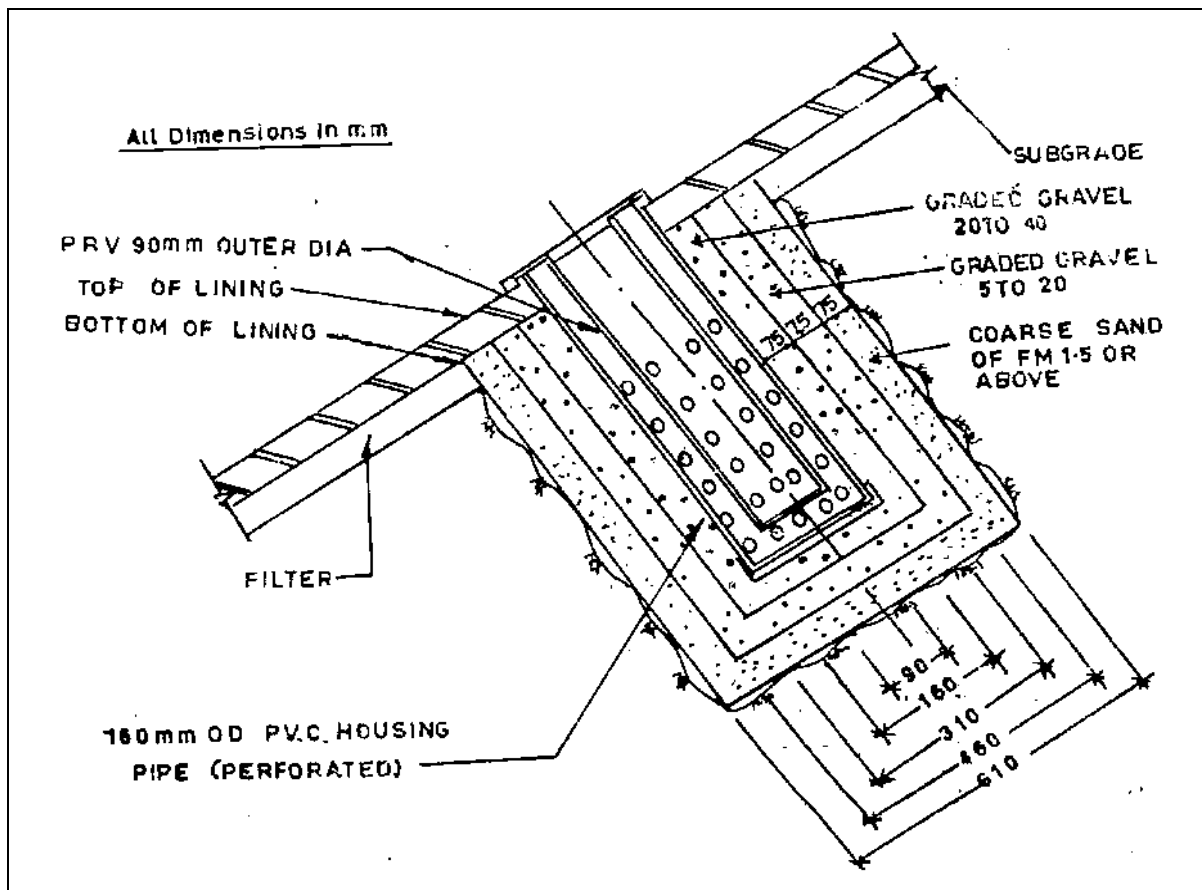 All Dimensions in mm
SUBGRADE
GRADED GRAVEL
20 TO 40
PRV 90mm OUTER DIA
GRADED GRAVEL
5 TO 20
TOP OF LINING
BOTTOM OF LINING
75 75 75
COARSE SAND
OF FM 1·5 OR
ABOVE
FILTER
160mm OD P.V.C. HOUSING
PIPE (PERFORATED)
90
160
310
460
610